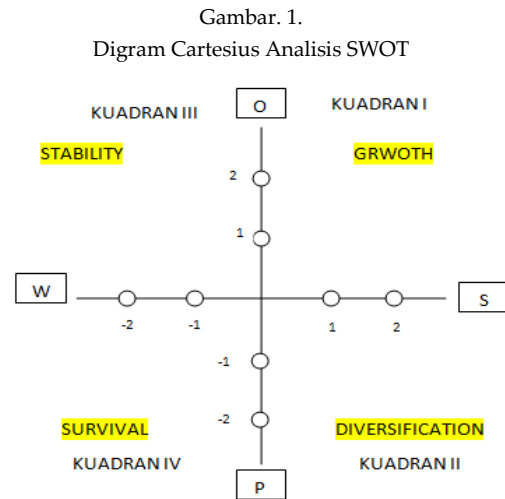 Gambar. 1.
Digram Cartesius Analisis SWOT
KUADRAN III
O
KUADRAN I
STABILITY
GRWOTH
2
1
W
S
-2
-1
1
2
-1
-2
SURVIVAL
DIVERSIFICATION
KUADRAN IV
KUADRAN II
P